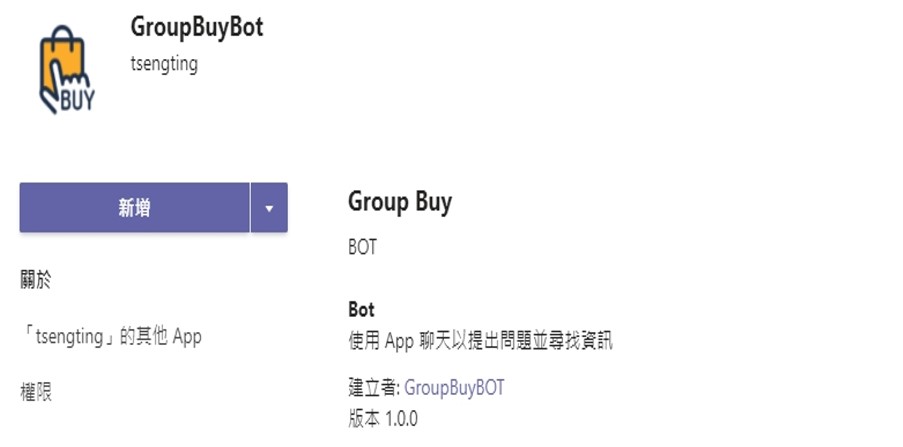 GroupBuyBot
tsengting
BUY
新增
關於
「tsengting」的其他 App
權限
Group Buy
BOT
Bot
使用 App 聊天以提出問題並尋找資訊
建立者: GroupBuyBOT
版本 1.0.0